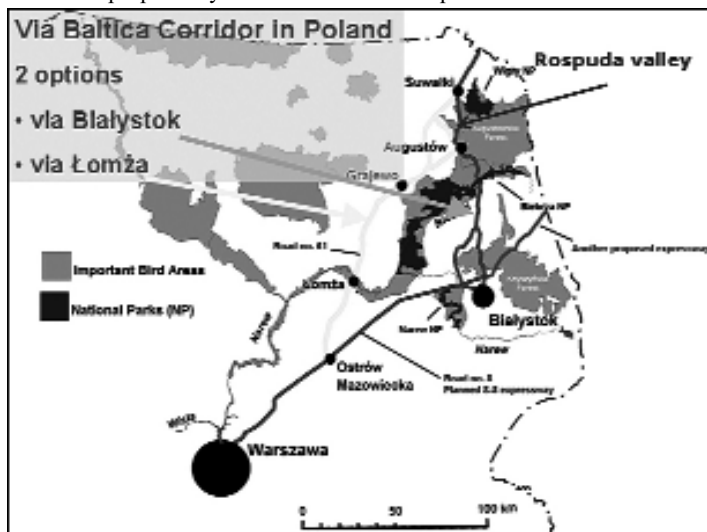 Via Baltica Corridor in Poland
2 options
• via Białystok
• via Łomża
Rospuda valley
Suwałki
Wigry NP
Augustów
Grajewo
Biebrza NP
Another proposed expressway
Road no. 61
Important Bird Areas
National Parks (NP)
Łomża
Narew
Narew NP
Białystok
Narew
Ostrów
Mazowiecka
Road no. 8
Planned S-8 expressway
Warszawa
0 50 100 km